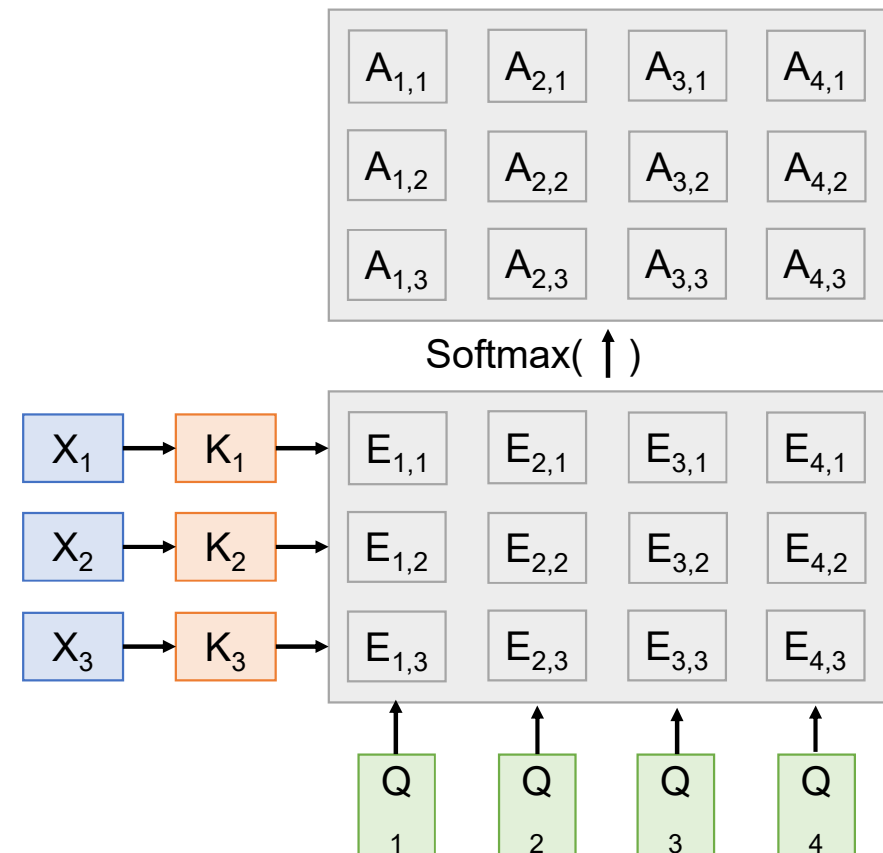 A1,1 A2,1 A3,1 A4,1
A1,2 A2,2 A3,2 A4,2
A1,3 A2,3 A3,3 A4,3
Softmax( ↑ )
X1 K1 E1,1 E2,1 E3,1 E4,1
X2 K2 E1,2 E2,2 E3,2 E4,2
X3 K3 E1,3 E2,3 E3,3 E4,3
Q Q Q Q
1 2 3 4